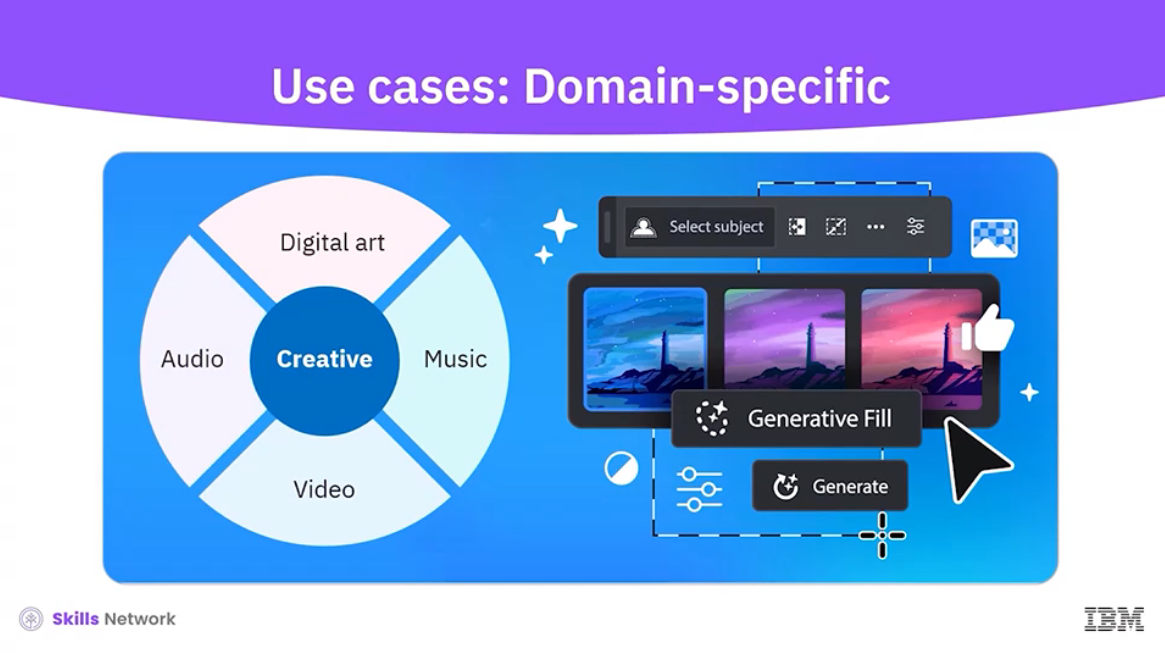 Use cases: Domain-specific
Digital art
Audio
Creative
Music
Video
Select subject
Generative Fill
Generate
Skills Network
IBM